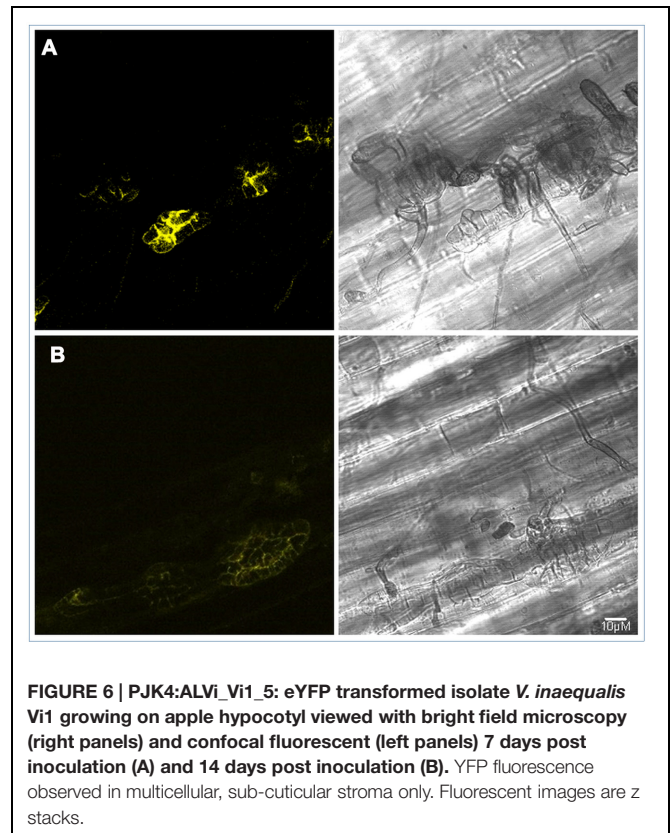 A
B
10µM
FIGURE 6 | PJK4:ALVi_Vi1_5: eYFP transformed isolate V. inaequalis
Vi1 growing on apple hypocotyl viewed with bright field microscopy
(right panels) and confocal fluorescent (left panels) 7 days post
inoculation (A) and 14 days post inoculation (B). YFP fluorescence
observed in multicellular, sub-cuticular stroma only. Fluorescent images are z
stacks.